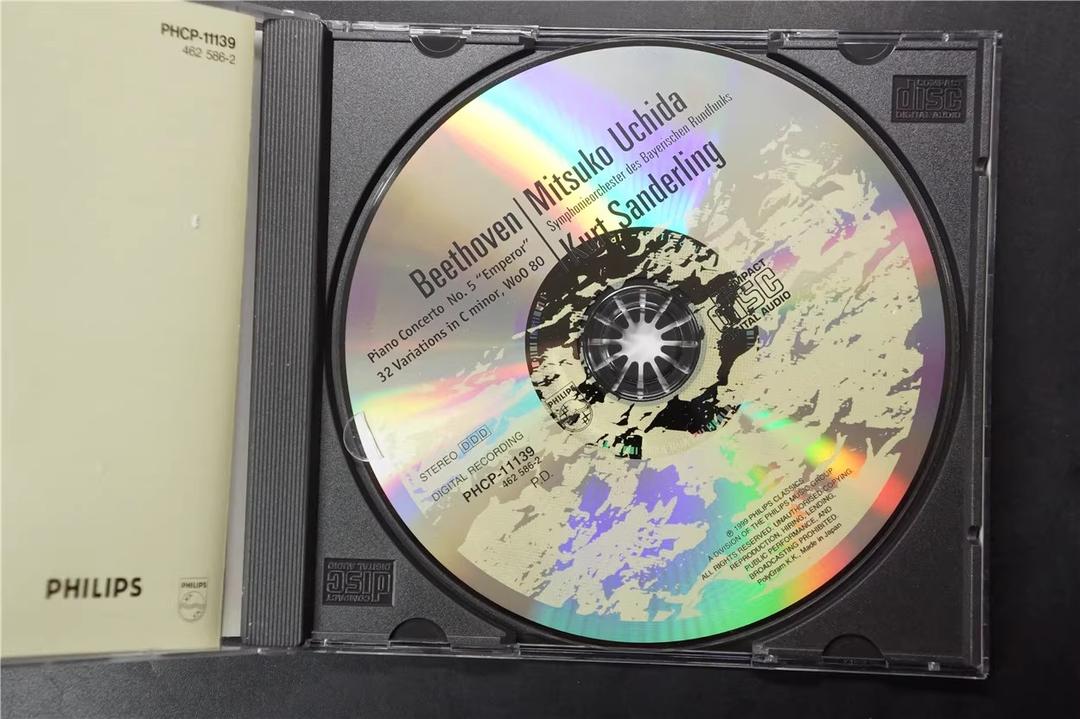 PHCP-11139
462 586-2
PHILIPS
PHILIPS
COMPACT
disc
DIGITAL AUDIO
Beethoven
Piano Concerto No. 5 "Emperor"
32 Variations in C minor, WoO 80
Mitsuko Uchida
Symphonieorchester des Bayerischen Rundfunks
Kurt Sanderling
COMPACT
disc
DIGITAL AUDIO
PHILIPS
STEREO DDD
DIGITAL RECORDING
PHCP-11139
462 586-2
P.D.
℗ 1999 PHILIPS CLASSICS
A DIVISION OF THE PHILIPS MUSIC GROUP
ALL RIGHTS RESERVED. UNAUTHORISED COPYING,
REPRODUCTION, HIRING, LENDING,
PUBLIC PERFORMANCE, AND
BROADCASTING PROHIBITED.
PolyGram K.K., Made in Japan
COMPACT
disc
DIGITAL AUDIO